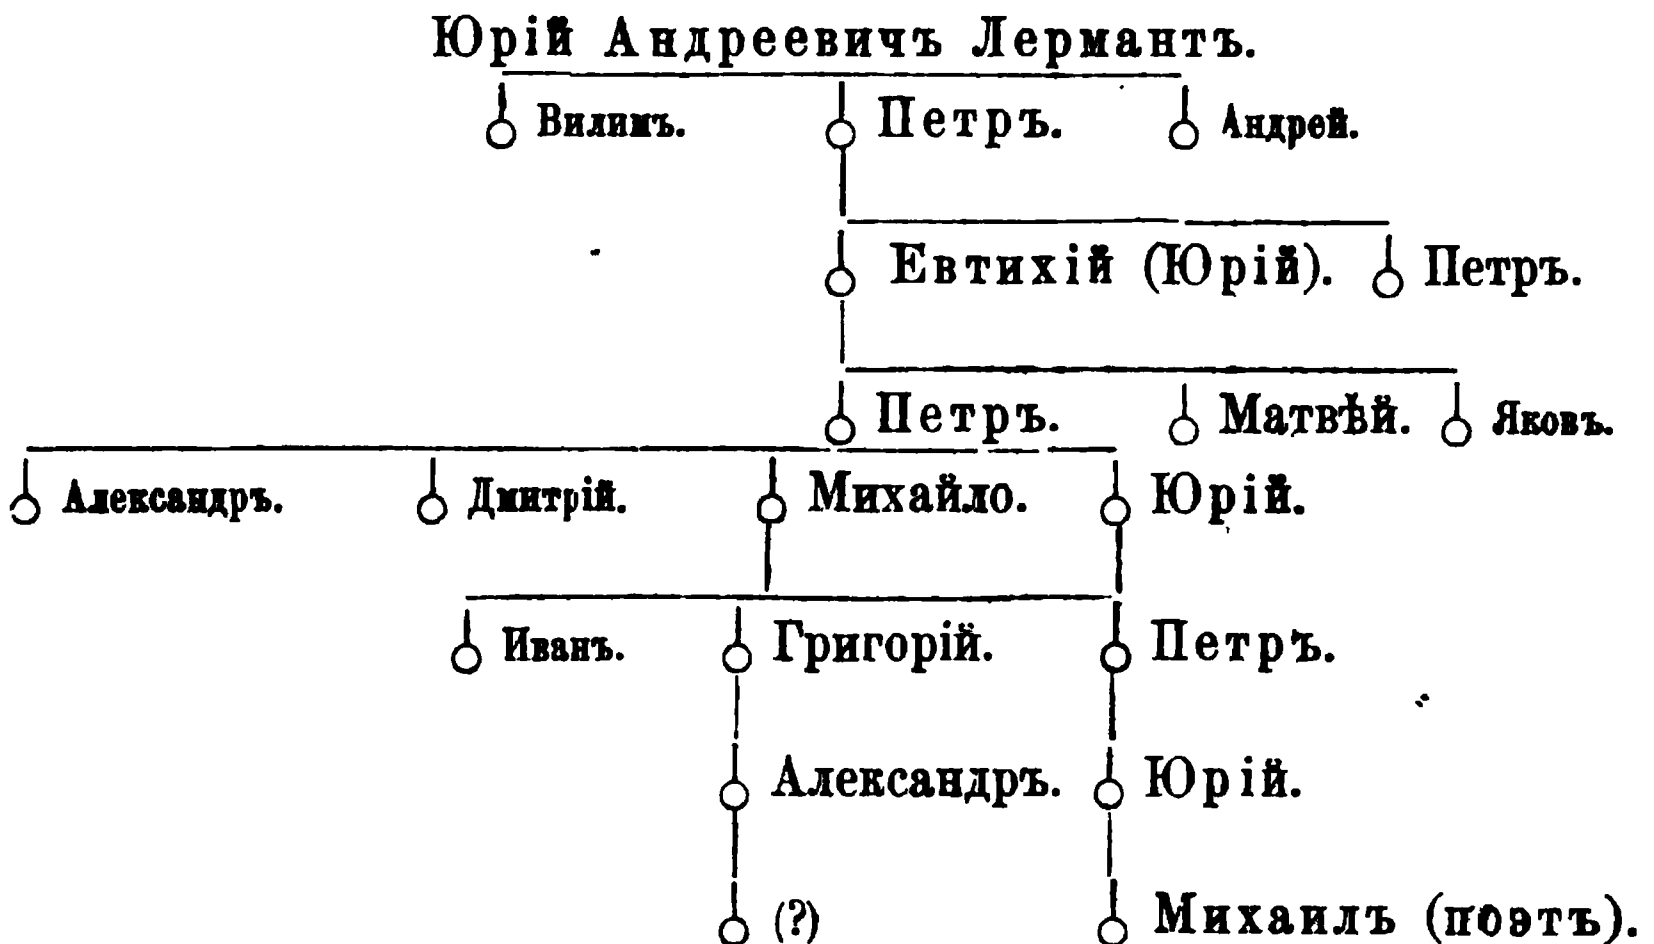 Юрій Андреевичъ Лермантъ.
Вилимъ. Петръ. Андрей.
Евтихій (Юрій). Петръ.
Петръ. Матвѣй. Яковъ.
Александръ. Дмитрій. Михайло. Юрій.
Иванъ. Григорій. Петръ.
Александръ. Юрій.
(?) Михаилъ (поэтъ).